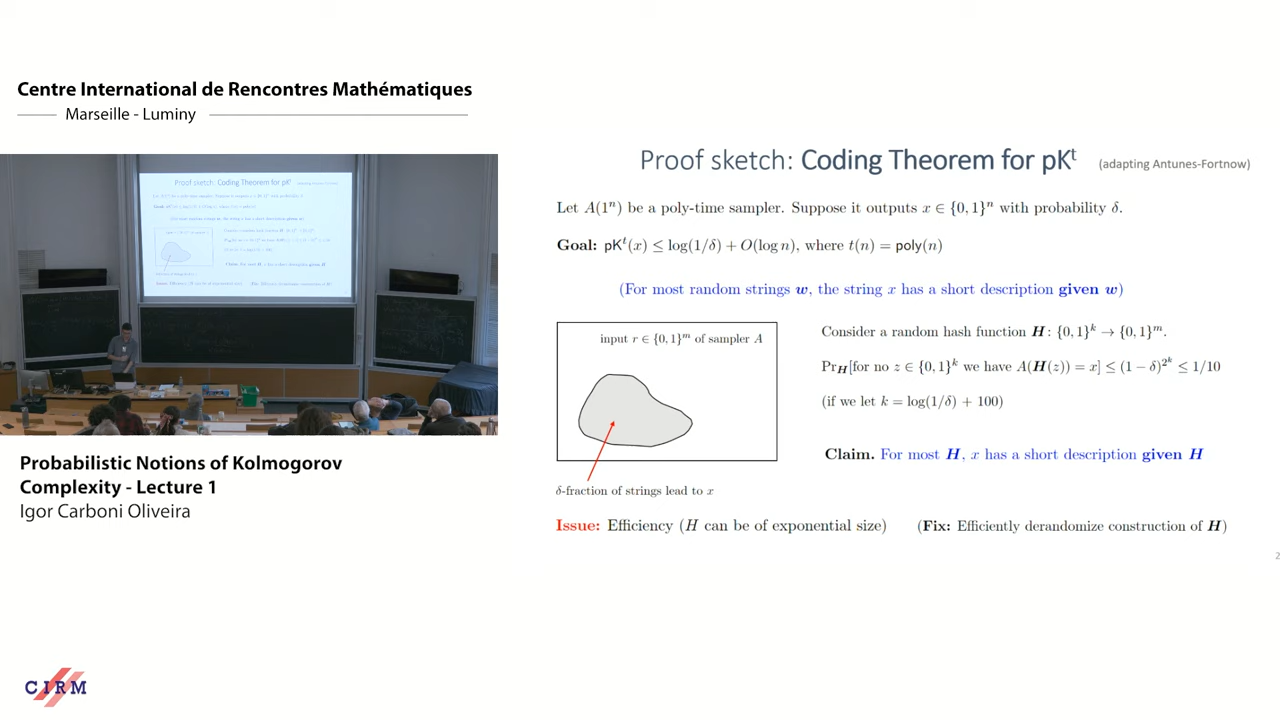 Centre International de Rencontres Mathématiques
Marseille - Luminy
Probabilistic Notions of Kolmogorov
Complexity - Lecture 1
Igor Carboni Oliveira
CIRM
Proof sketch: Coding Theorem for pKᵗ (adapting Antunes-Fortnow)
Let A(1ⁿ) be a poly-time sampler. Suppose it outputs x ∈ {0, 1}ⁿ with probability δ.
Goal: pKᵗ(x) ≤ log(1/δ) + O(log n), where t(n) = poly(n)
(For most random strings w, the string x has a short description given w)
input r ∈ {0, 1}ᵐ of sampler A
δ-fraction of strings lead to x
Consider a random hash function H: {0, 1}ᵏ → {0, 1}ᵐ.
Pr_H[for no z ∈ {0, 1}ᵏ we have A(H(z)) = x] ≤ (1 − δ)^{2ᵏ} ≤ 1/10
(if we let k = log(1/δ) + 100)
Claim. For most H, x has a short description given H
Issue: Efficiency (H can be of exponential size) (Fix: Efficiently derandomize construction of H)
2